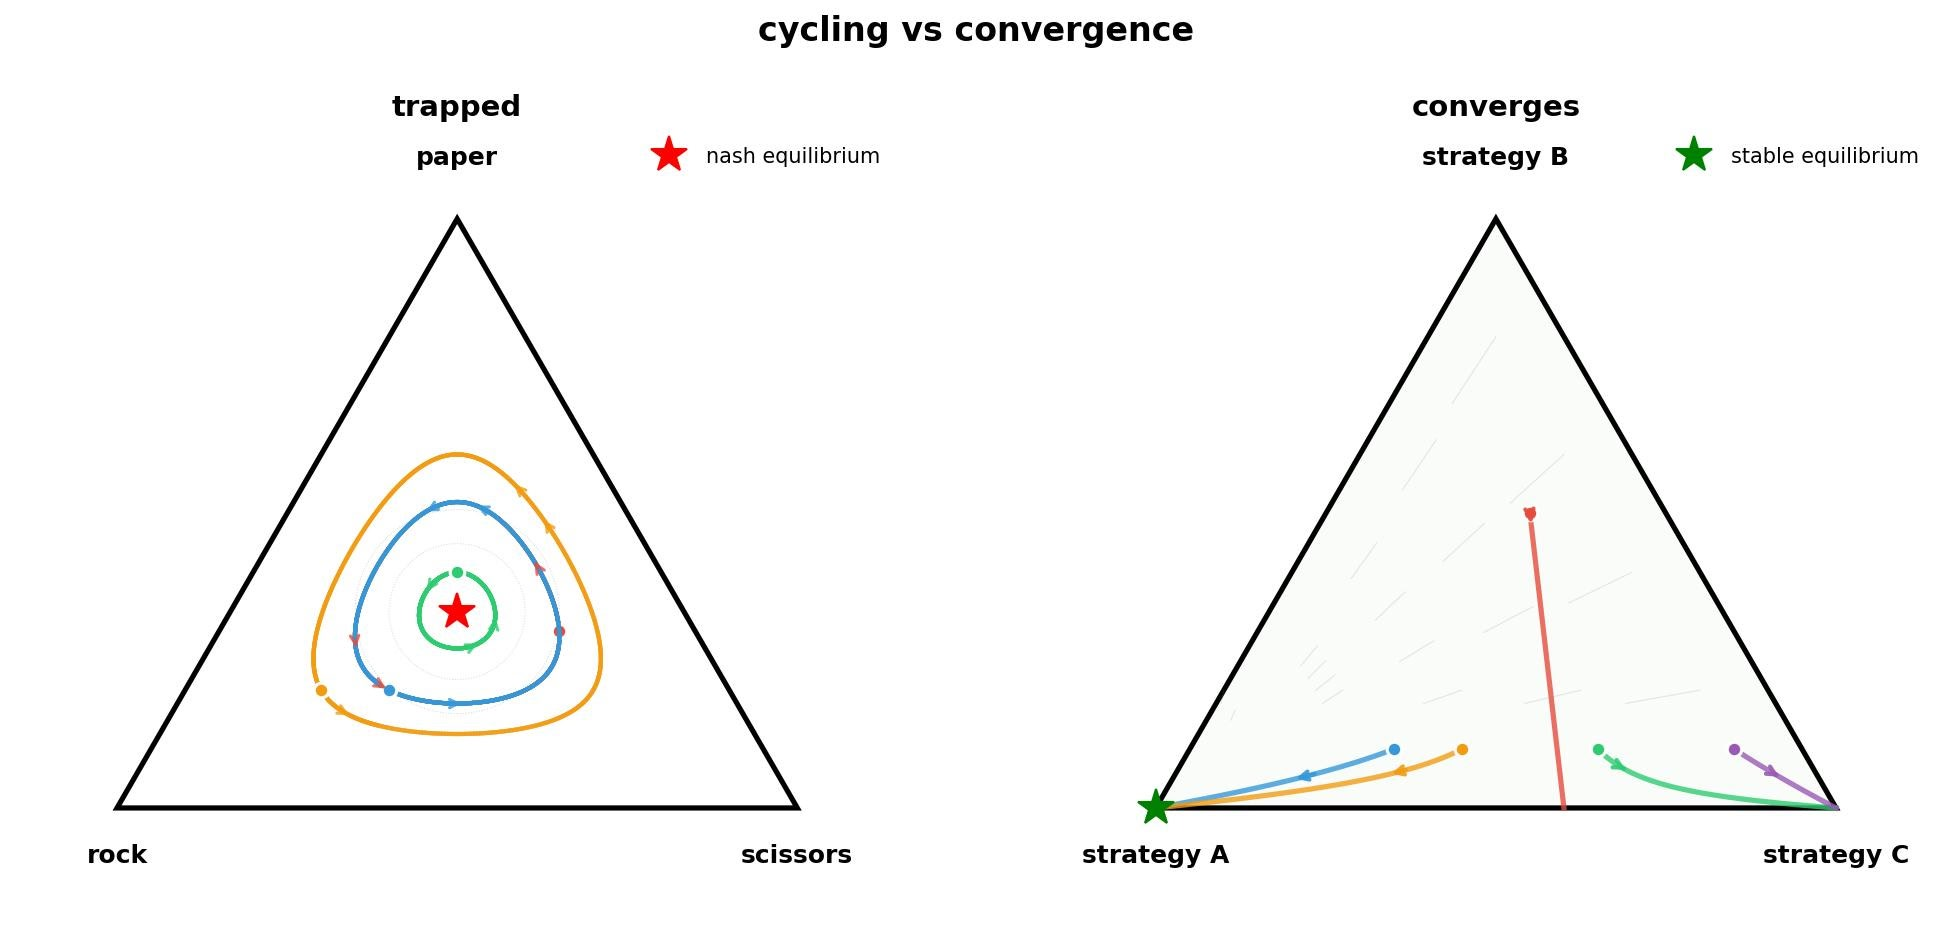 cycling vs convergence
trapped
paper
nash equilibrium
rock
scissors
converges
strategy B
stable equilibrium
strategy A
strategy C